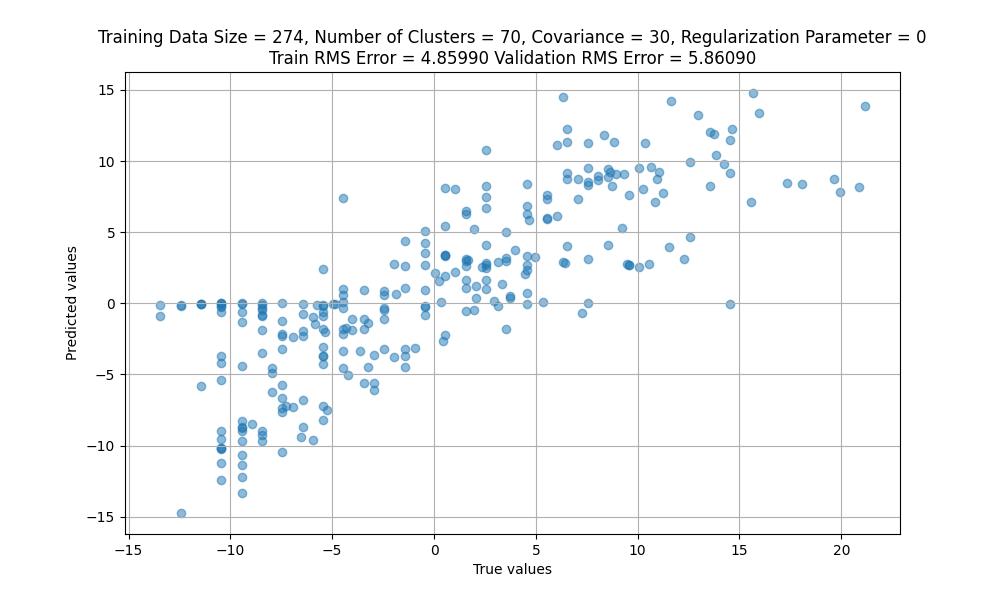 Training Data Size = 274, Number of Clusters = 70, Covariance = 30, Regularization Parameter = 0
Train RMS Error = 4.85990 Validation RMS Error = 5.86090
15
10
5
0
−5
−10
−15
Predicted values
−15 −10 −5 0 5 10 15 20
True values